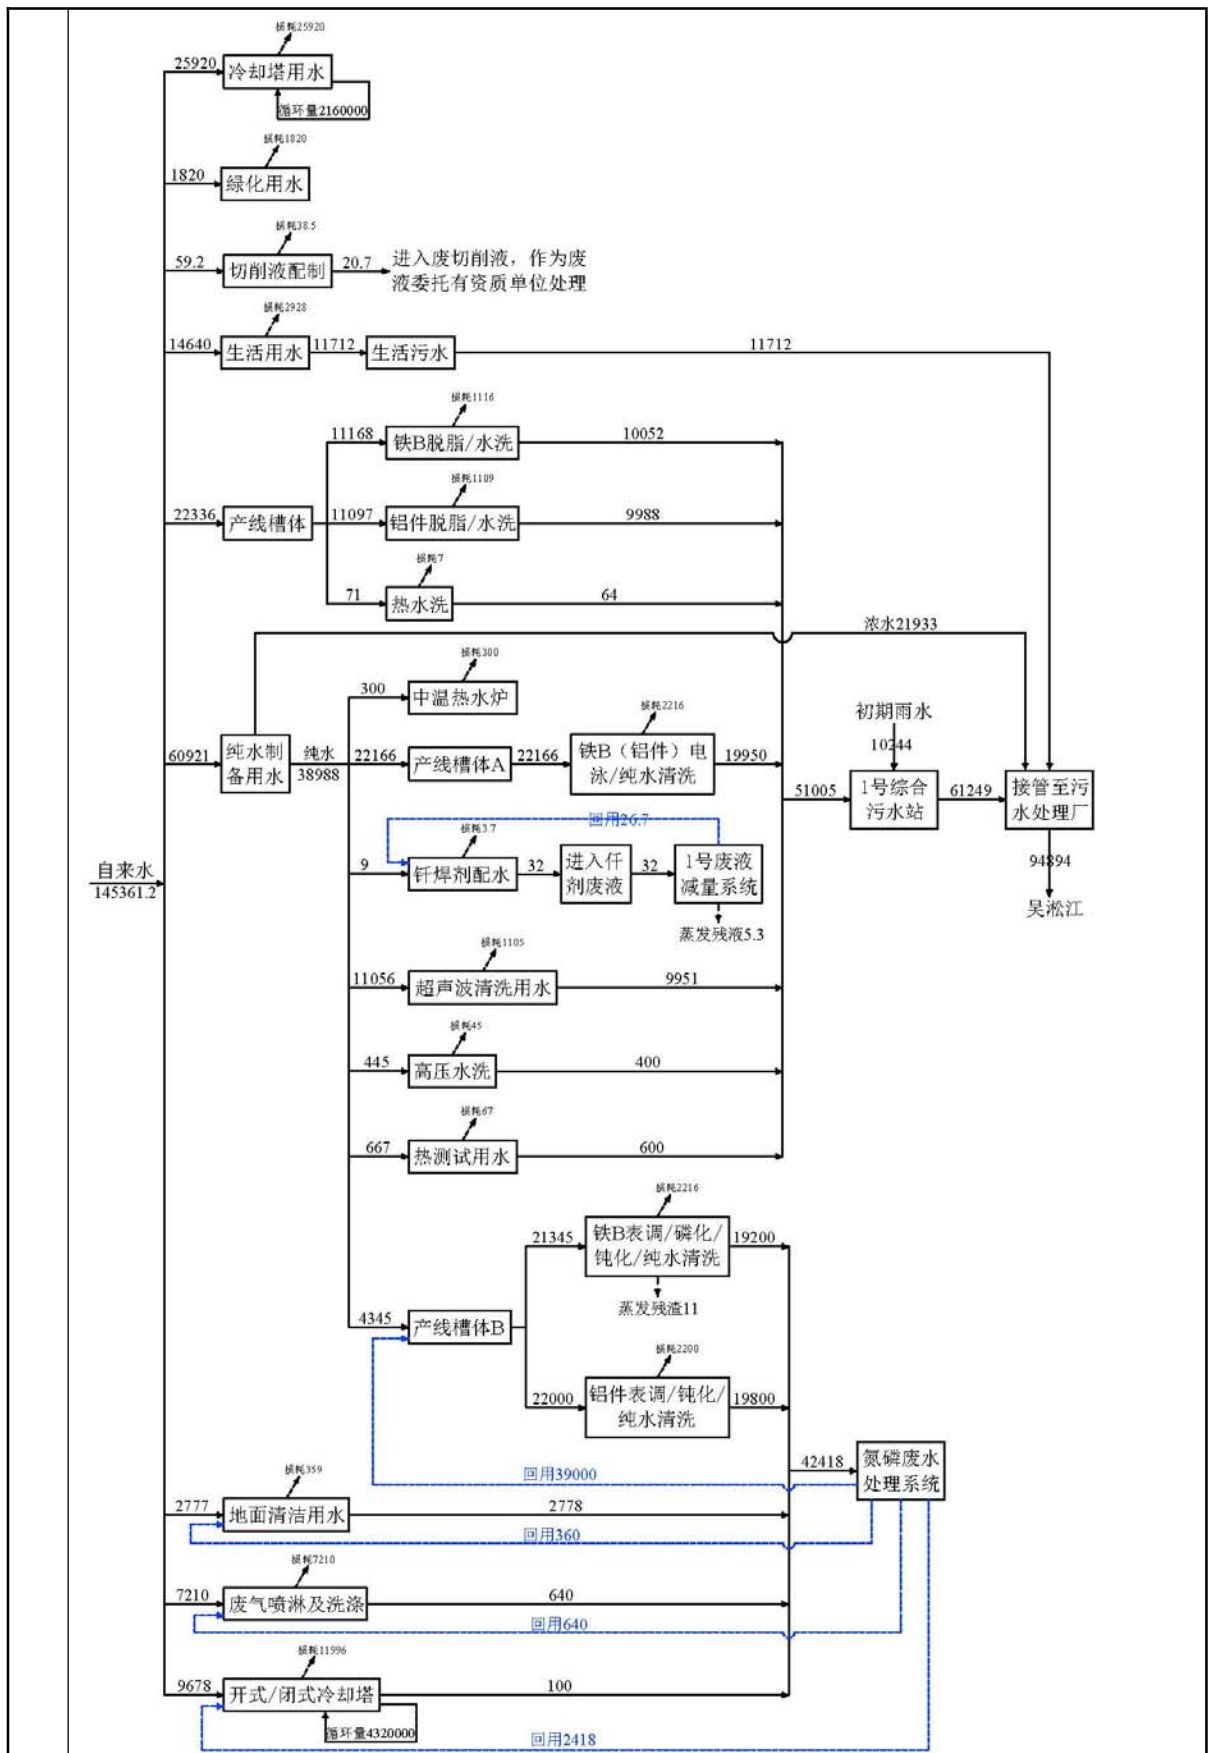 损耗25920
25920
冷却塔用水
循环量2160000
损耗1820
1820
绿化用水
损耗38.5
59.2
切削液配制
20.7
进入废切削液，作为废
液委托有资质单位处理
损耗2928
14640
生活用水
11712
生活污水
11712
损耗1116
11168
铁B脱脂/水洗
10052
损耗1109
22336
产线槽体
11097
铝件脱脂/水洗
9988
损耗7
71
热水洗
64
浓水21933
损耗300
300
中温热水炉
损耗2216
初期雨水
10244
60921
纯水制
备用水
纯水
38988
22166
产线槽体A
22166
铁B（铝件）电
泳/纯水清洗
19950
51005
1号综合
污水站
61249
接管至污
水处理厂
94894
吴淞江
回用26.7
损耗3.7
9
钎焊剂配水
32
进入仟
剂废液
32
1号废液
减量系统
蒸发残液5.3
自来水
145361.2
损耗1105
11056
超声波清洗用水
9951
损耗45
445
高压水洗
400
损耗67
667
热测试用水
600
损耗2216
21345
铁B表调/磷化/
钝化/纯水清洗
19200
蒸发残渣11
4345
产线槽体B
损耗2200
22000
铝件表调/钝化/
纯水清洗
19800
42418
氮磷废水
处理系统
回用39000
损耗359
2777
地面清洁用水
2778
回用360
损耗7210
7210
废气喷淋及洗涤
640
回用640
损耗11996
9678
开式/闭式冷却塔
100
循环量4320000
回用2418